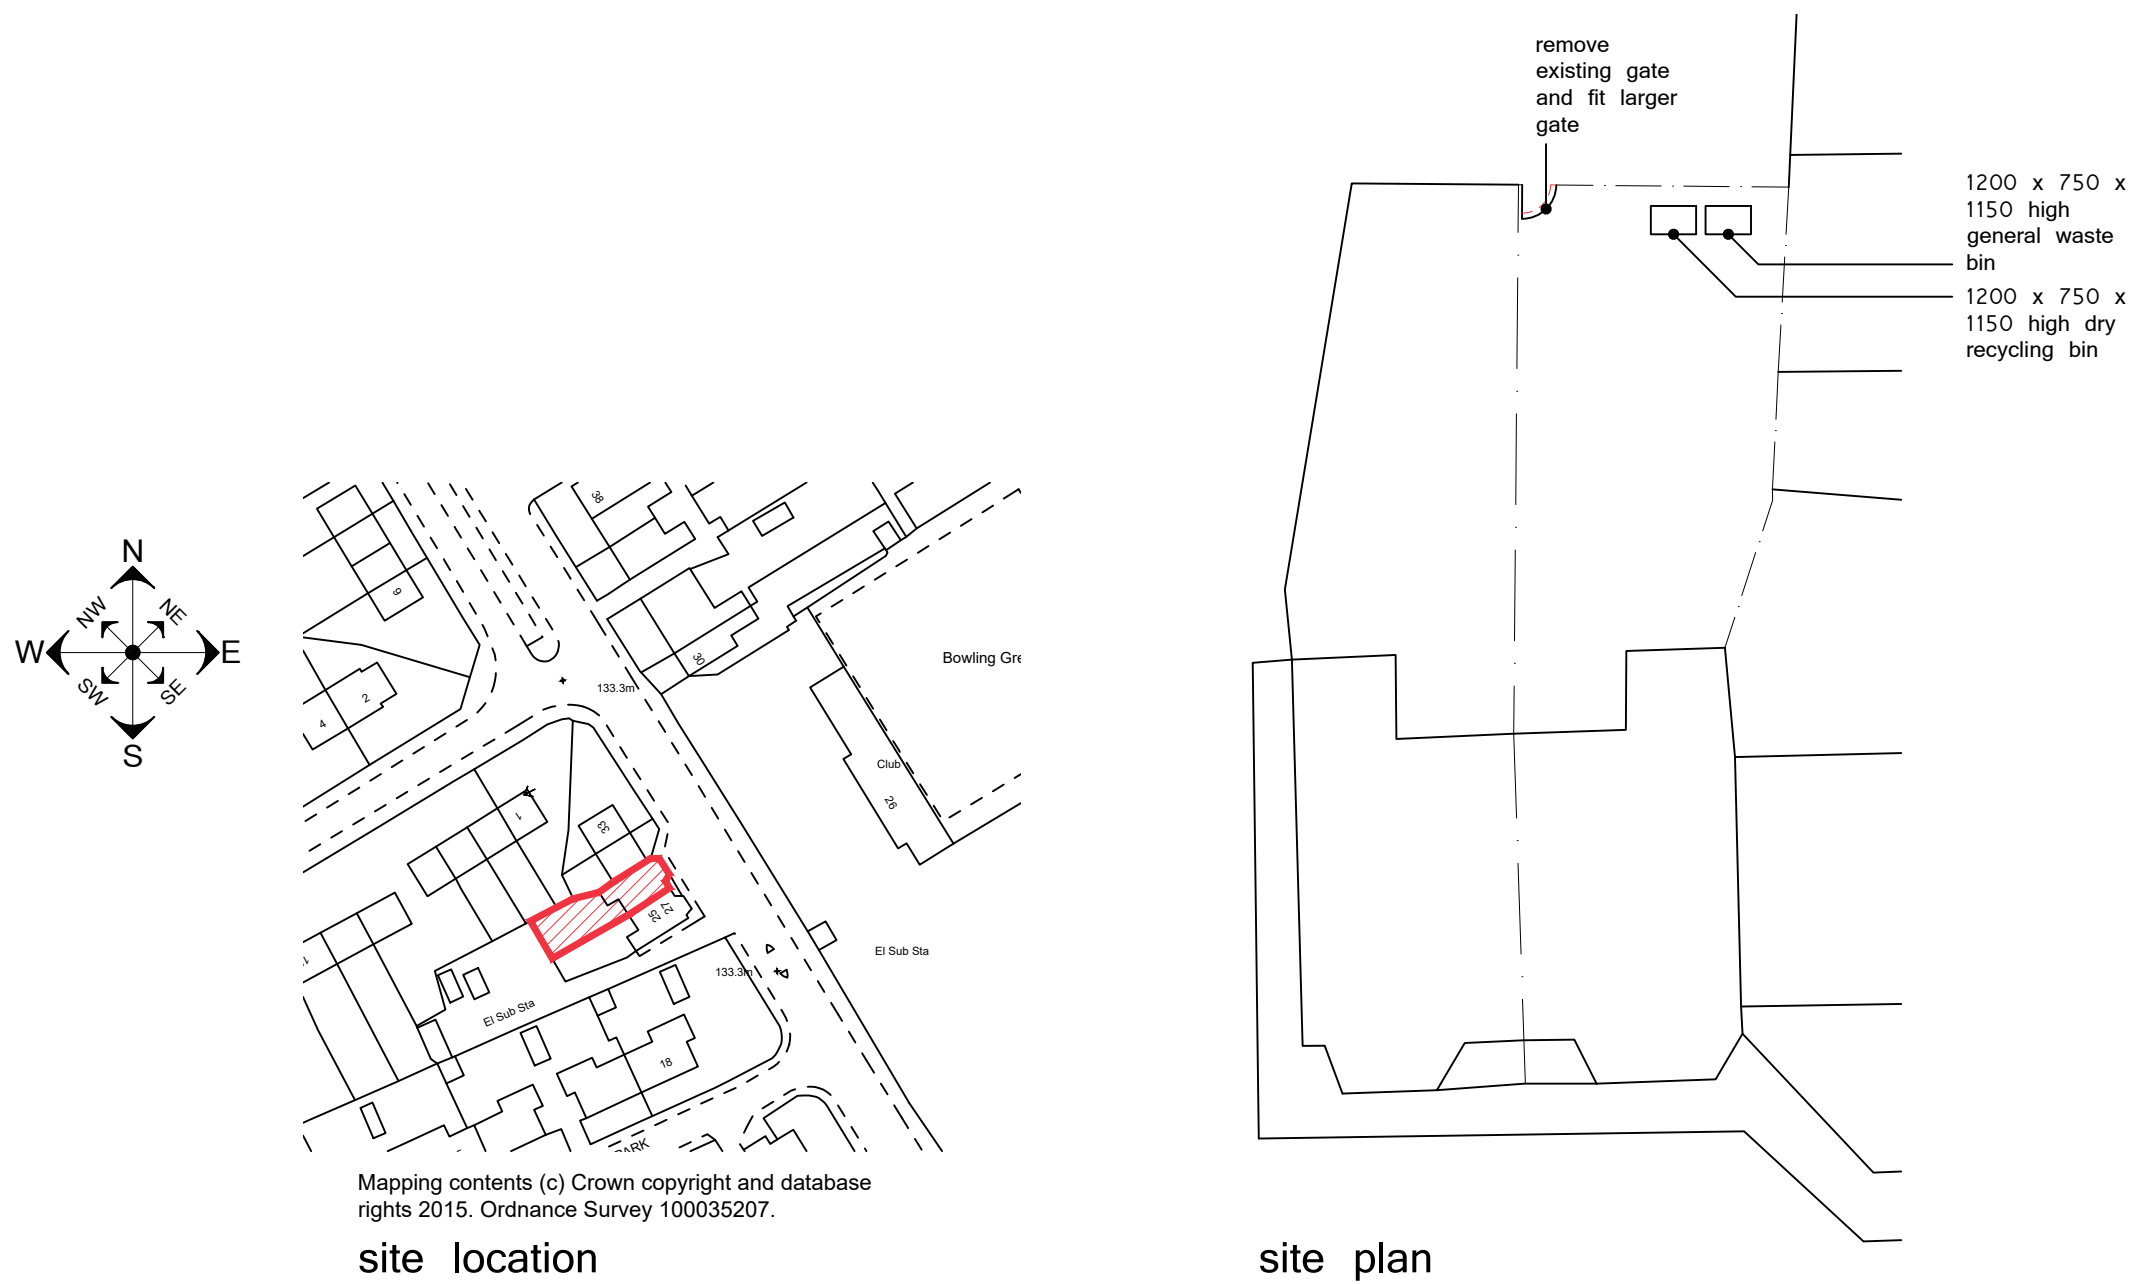 remove
existing gate
and fit larger
gate
1200 x 750 x
1150 high
general waste
bin
1200 x 750 x
1150 high dry
recycling bin
N
NW
NE
W
E
SW
SE
S
38
9
30
133.3m
Bowling Gre
2
4
Club
26
1
33
27
25
El Sub Sta
133.3m
El Sub Sta
18
PARK
Mapping contents (c) Crown copyright and database
rights 2015. Ordnance Survey 100035207.
site location
site plan